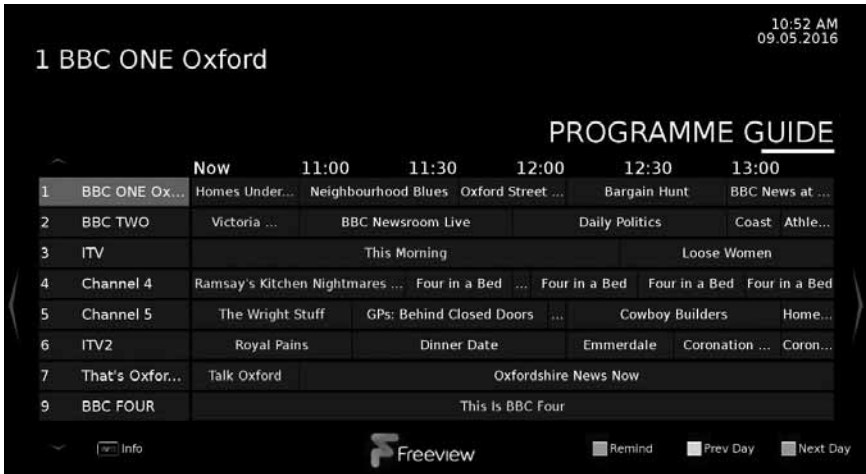 10:52 AM
09.05.2016
1 BBC ONE Oxford
PROGRAMME GUIDE
Now 11:00 11:30 12:00 12:30 13:00
1 BBC ONE Ox... Homes Under... Neighbourhood Blues Oxford Street ... Bargain Hunt BBC News at ...
2 BBC TWO Victoria ... BBC Newsroom Live Daily Politics Coast Athle...
3 ITV This Morning Loose Women
4 Channel 4 Ramsay's Kitchen Nightmares ... Four in a Bed ... Four in a Bed Four in a Bed Four in a Bed
5 Channel 5 The Wright Stuff GPs: Behind Closed Doors ... Cowboy Builders Home...
6 ITV2 Royal Pains Dinner Date Emmerdale Coronation ... Coron...
7 That's Oxfor... Talk Oxford Oxfordshire News Now
9 BBC FOUR This Is BBC Four
Info Freeview Remind Prev Day Next Day